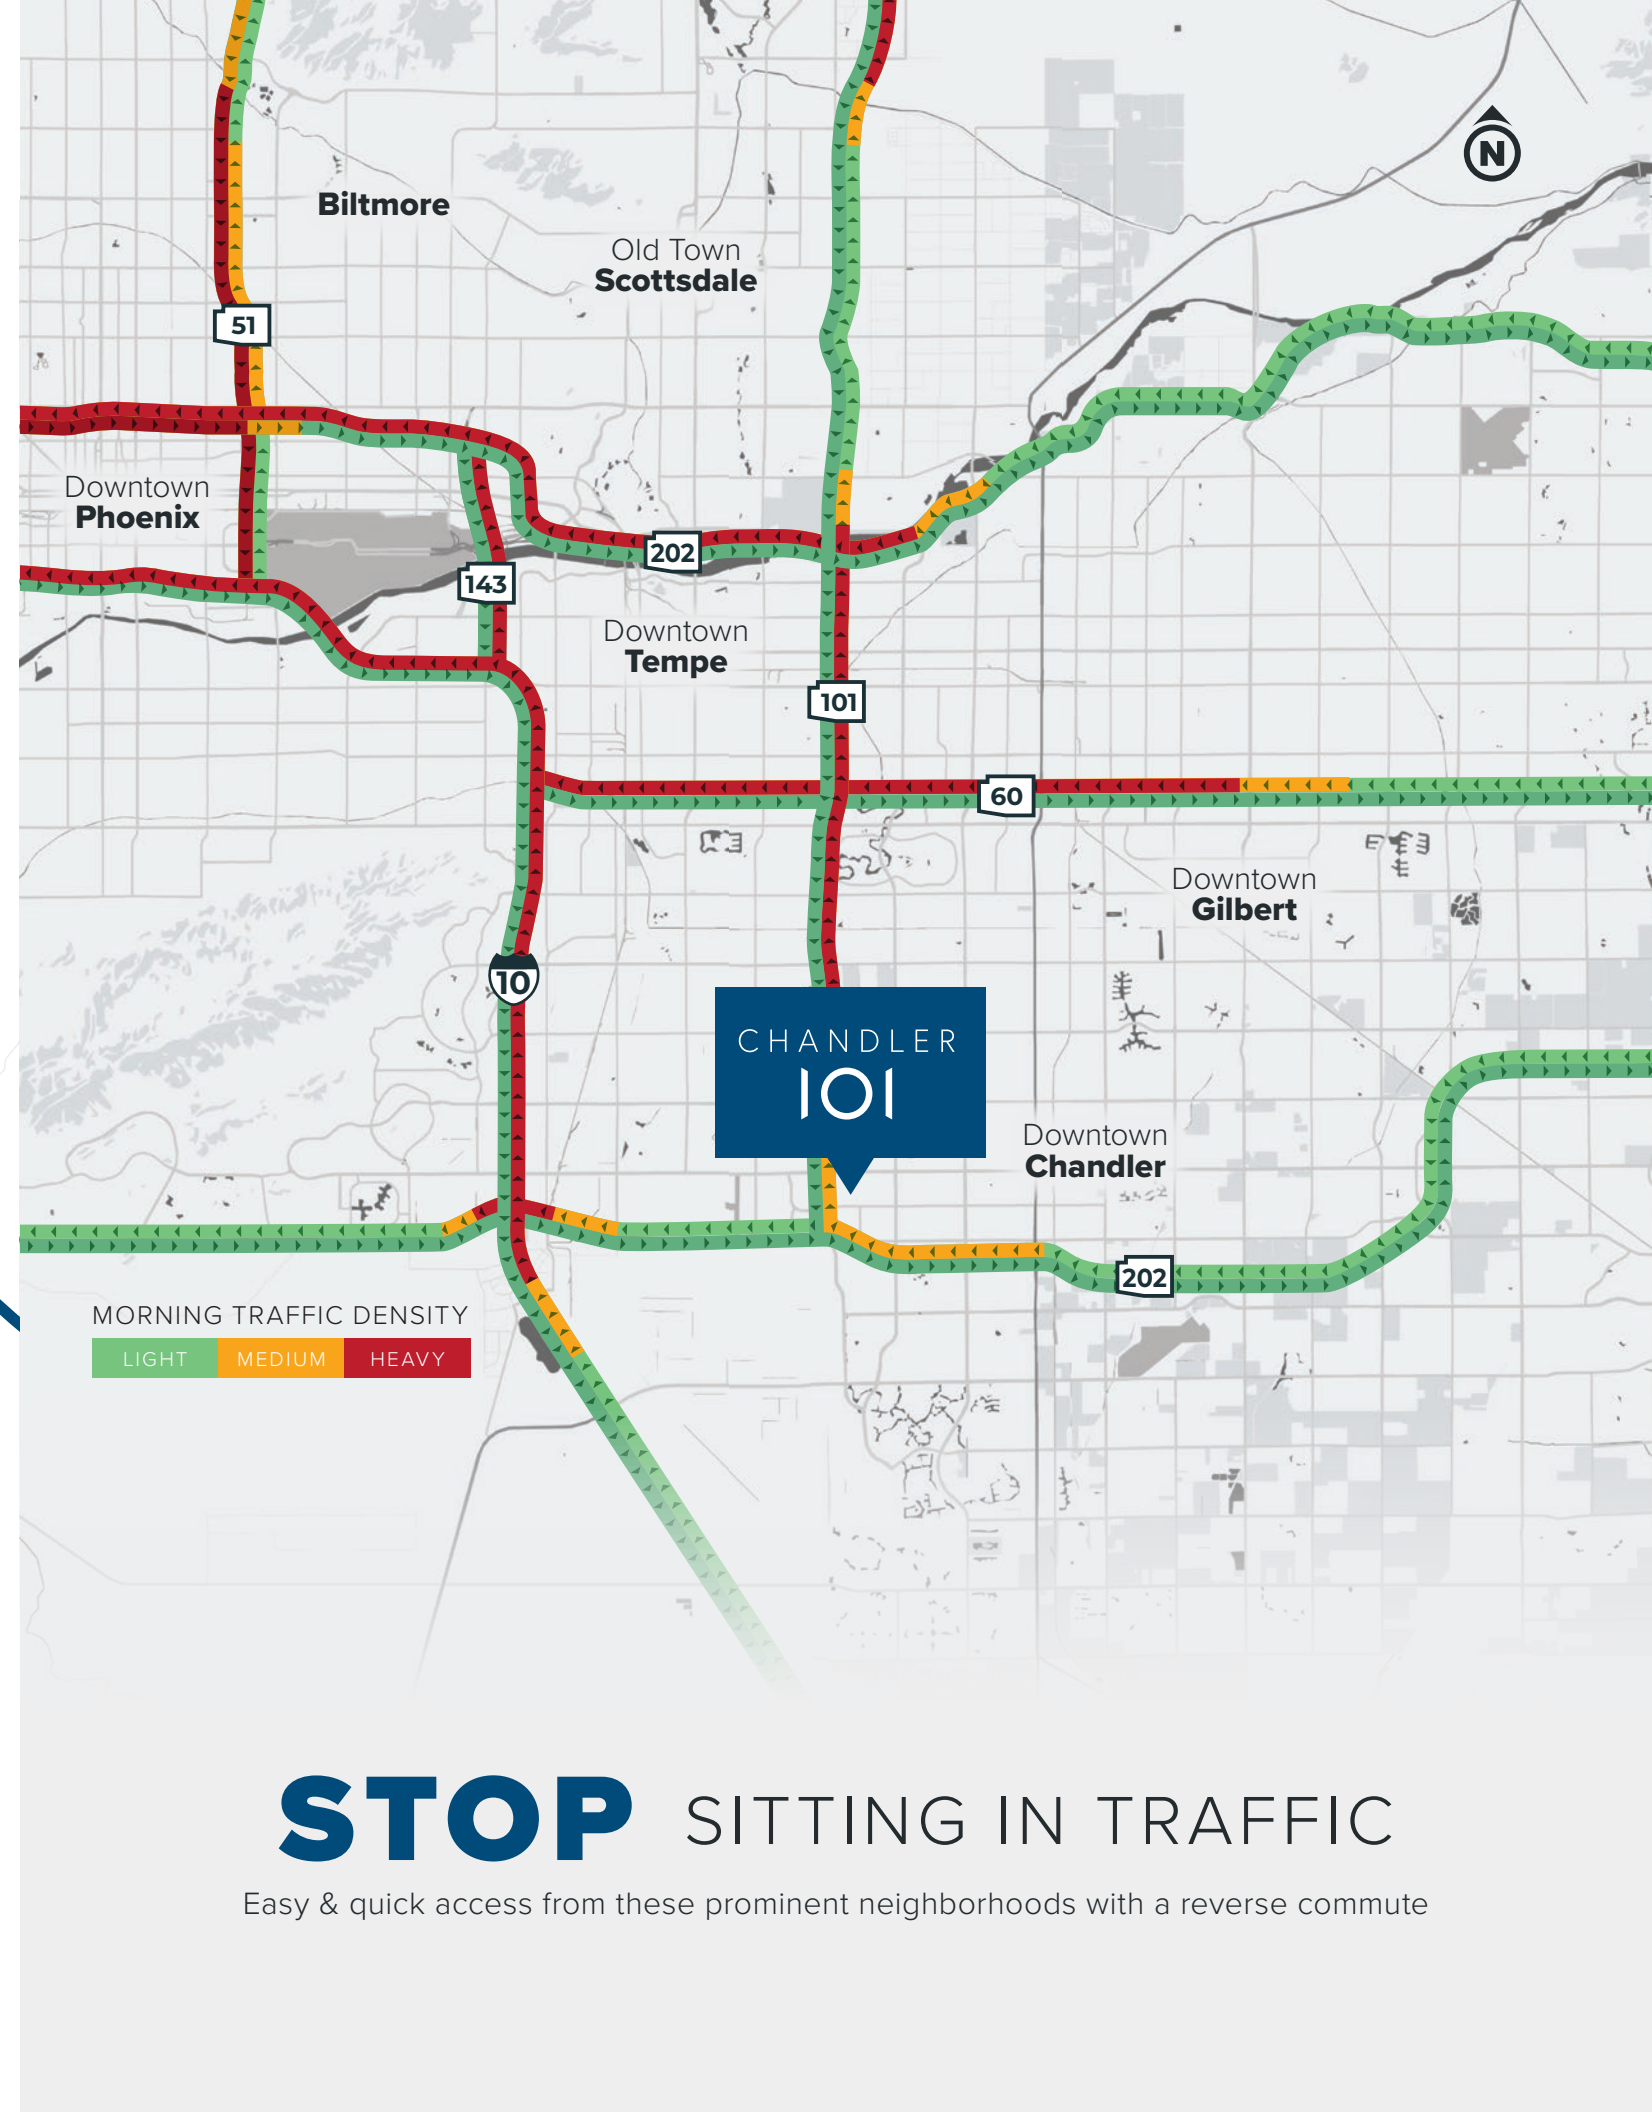 N
Biltmore
Old Town
Scottsdale
51
Downtown
Phoenix
202
143
Downtown
Tempe
101
60
Downtown
Gilbert
10
CHANDLER
101
Downtown
Chandler
202
MORNING TRAFFIC DENSITY
LIGHT MEDIUM HEAVY
STOP SITTING IN TRAFFIC
Easy & quick access from these prominent neighborhoods with a reverse commute